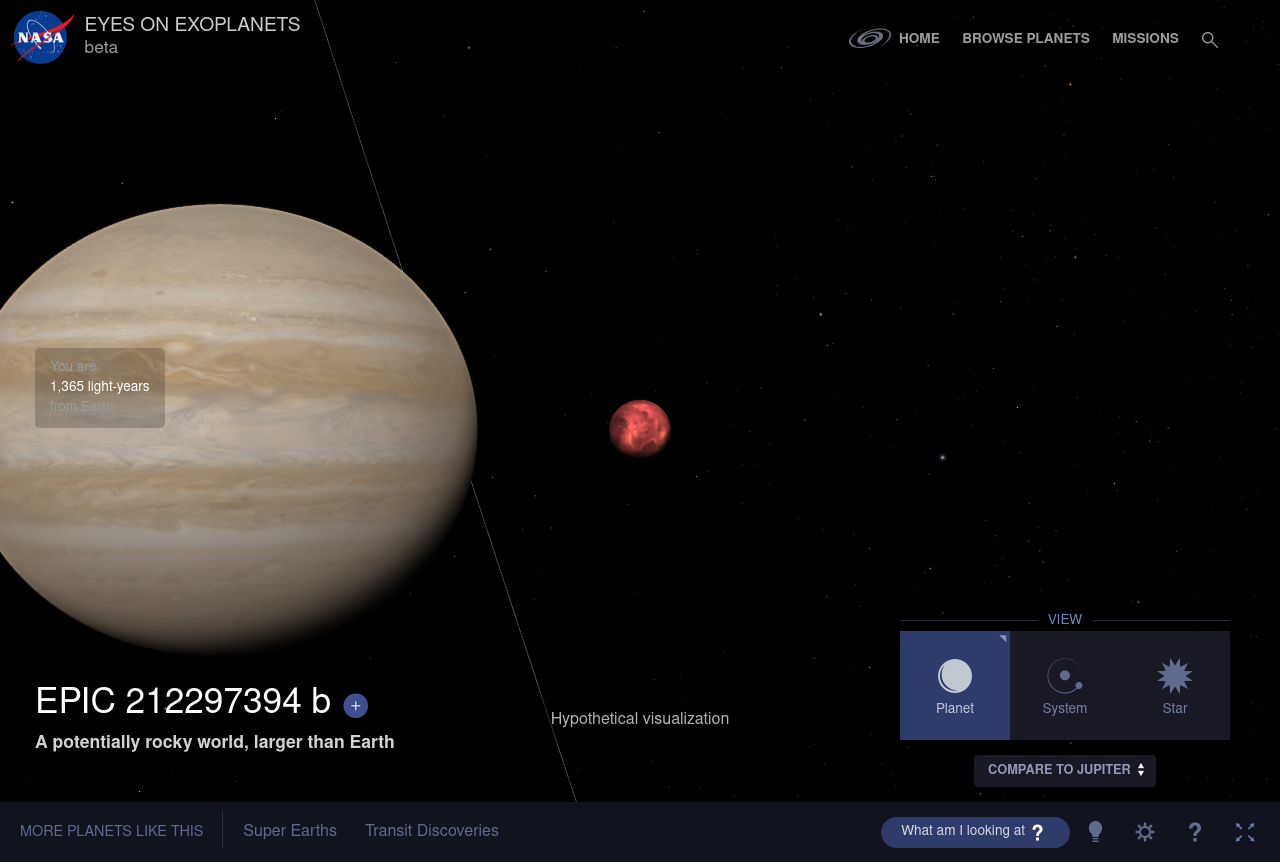 NASA
EYES ON EXOPLANETS
beta
HOME
BROWSE PLANETS
MISSIONS
You are
1,365 light-years
from Earth
EPIC 212297394 b +
A potentially rocky world, larger than Earth
Hypothetical visualization
VIEW
Planet
System
Star
COMPARE TO JUPITER
MORE PLANETS LIKE THIS
Super Earths
Transit Discoveries
What am I looking at ?
?